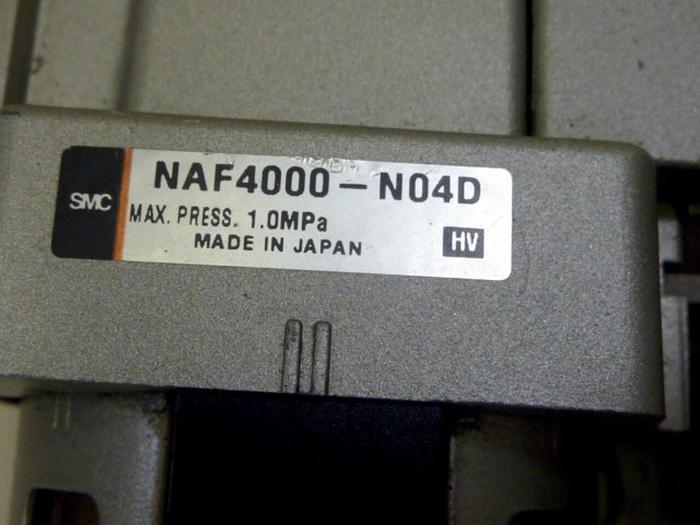 NAF4000-N04D
SMC
MAX. PRESS. 1.0MPa
MADE IN JAPAN
HV